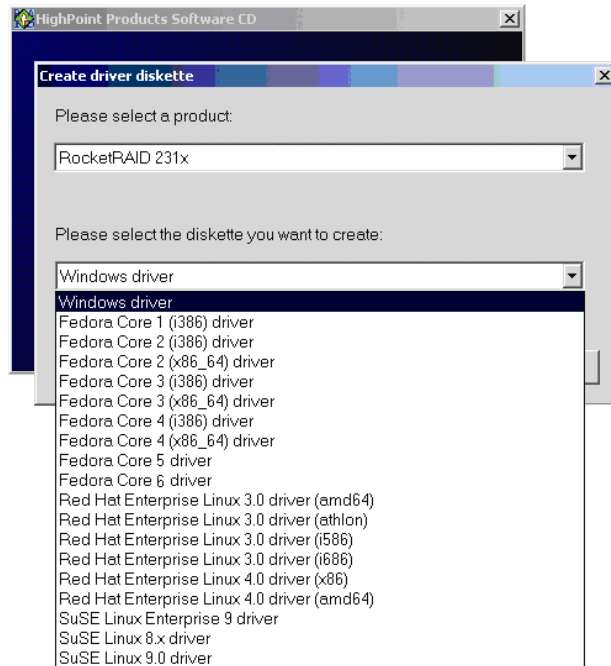 HighPoint Products Software CD
Create driver diskette
Please select a product:
RocketRAID 231x
Please select the diskette you want to create:
Windows driver
Windows driver
Fedora Core 1 (i386) driver
Fedora Core 2 (i386) driver
Fedora Core 2 (x86_64) driver
Fedora Core 3 (i386) driver
Fedora Core 3 (x86_64) driver
Fedora Core 4 (i386) driver
Fedora Core 4 (x86_64) driver
Fedora Core 5 driver
Fedora Core 6 driver
Red Hat Enterprise Linux 3.0 driver (amd64)
Red Hat Enterprise Linux 3.0 driver (athlon)
Red Hat Enterprise Linux 3.0 driver (i586)
Red Hat Enterprise Linux 3.0 driver (i686)
Red Hat Enterprise Linux 4.0 driver (x86)
Red Hat Enterprise Linux 4.0 driver (amd64)
SuSE Linux Enterprise 9 driver
SuSE Linux 8.x driver
SuSE Linux 9.0 driver